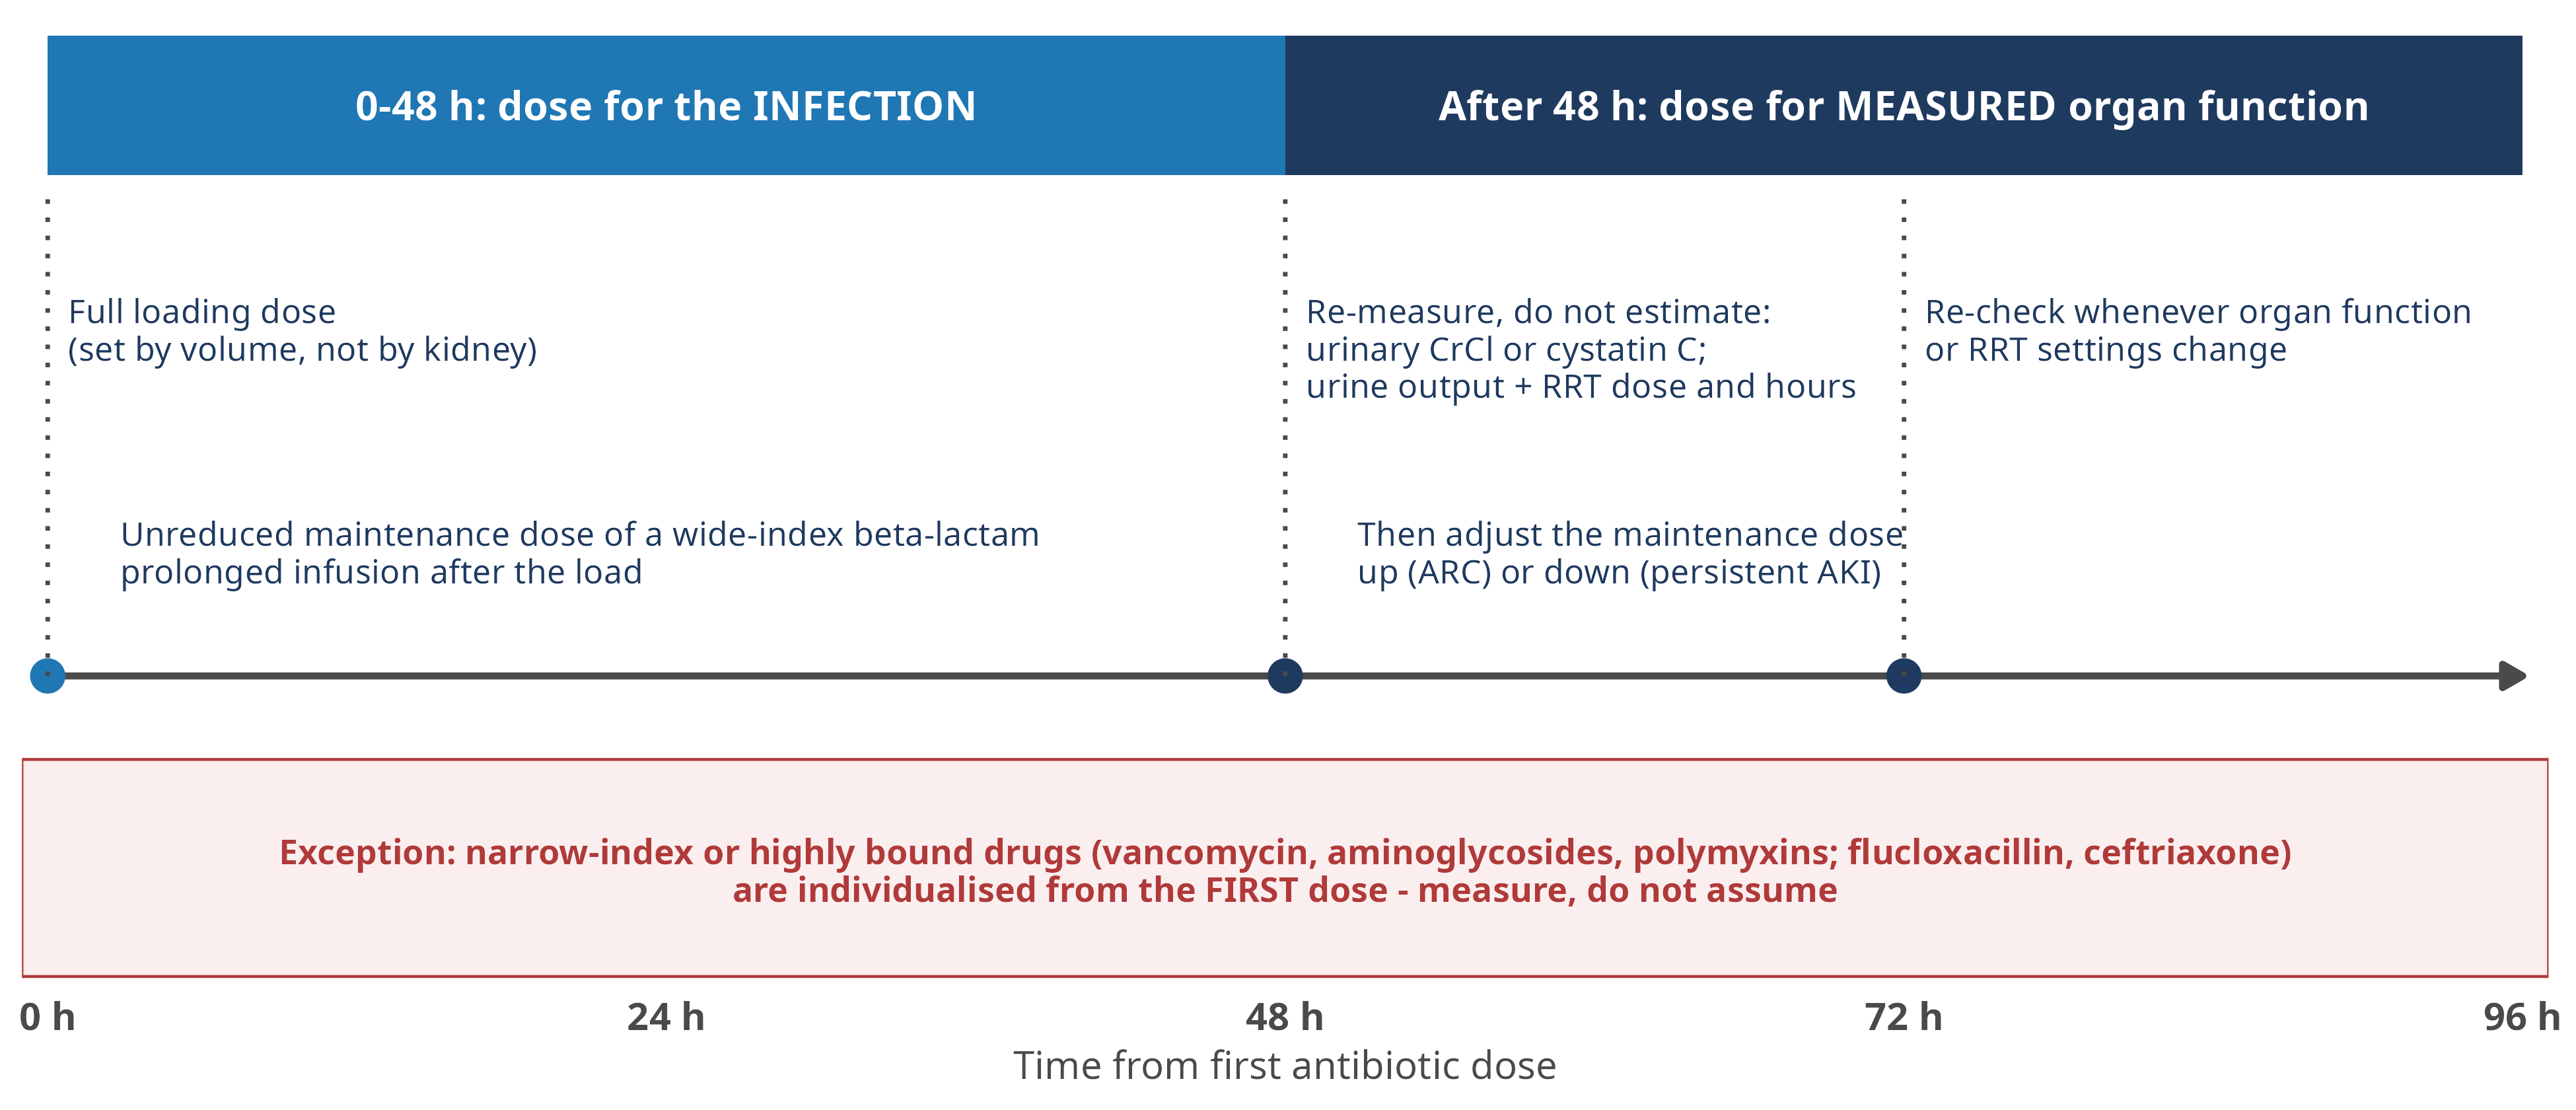 0-48 h: dose for the INFECTION
After 48 h: dose for MEASURED organ function
Full loading dose
(set by volume, not by kidney)
Re-measure, do not estimate:
urinary CrCl or cystatin C;
urine output + RRT dose and hours
Re-check whenever organ function
or RRT settings change
Unreduced maintenance dose of a wide-index beta-lactam
prolonged infusion after the load
Then adjust the maintenance dose
up (ARC) or down (persistent AKI)
Exception: narrow-index or highly bound drugs (vancomycin, aminoglycosides, polymyxins; flucloxacillin, ceftriaxone)
are individualised from the FIRST dose - measure, do not assume
0 h
24 h
48 h
72 h
96 h
Time from first antibiotic dose